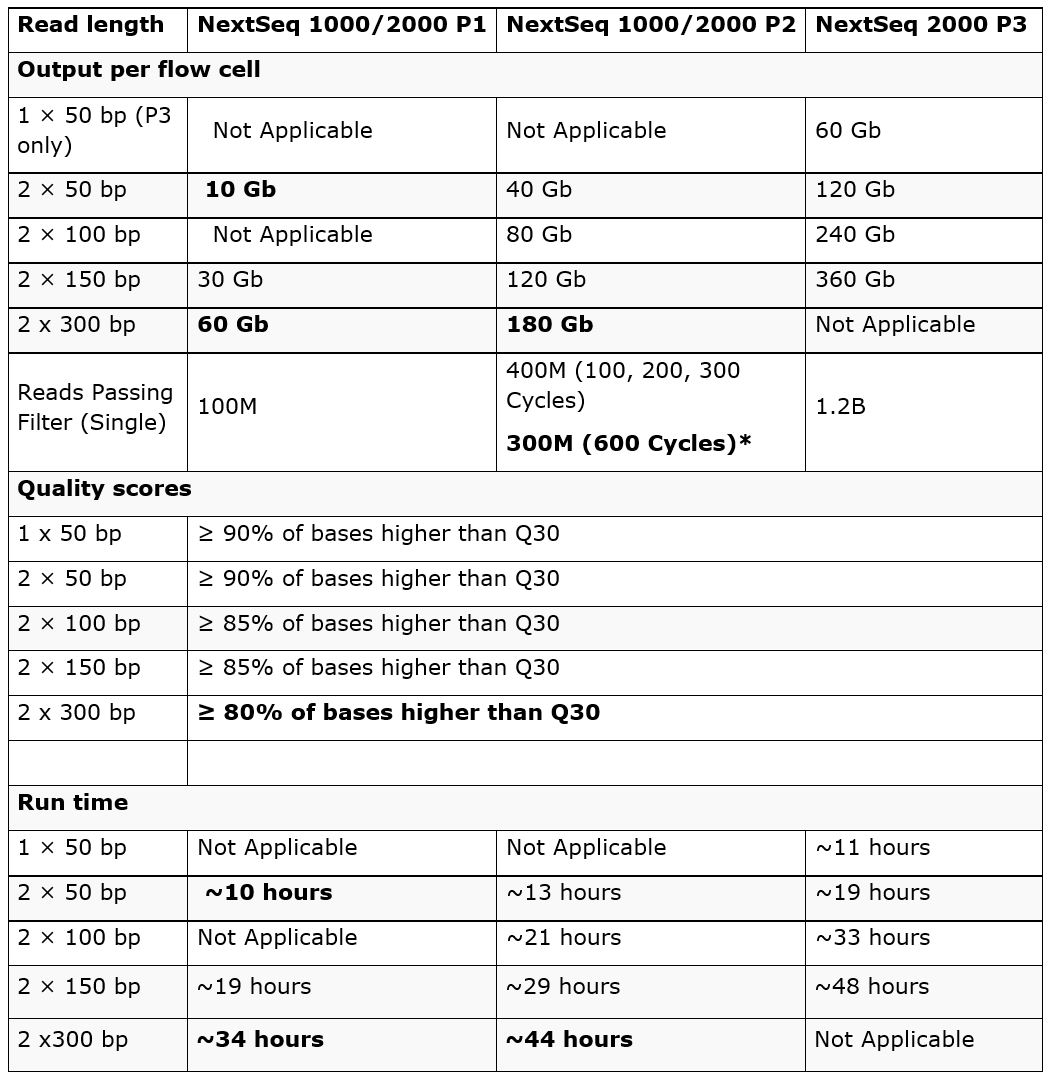 Read length NextSeq 1000/2000 P1 NextSeq 1000/2000 P2 NextSeq 2000 P3
Output per flow cell
1 × 50 bp (P3 only) Not Applicable Not Applicable 60 Gb
2 × 50 bp 10 Gb 40 Gb 120 Gb
2 × 100 bp Not Applicable 80 Gb 240 Gb
2 × 150 bp 30 Gb 120 Gb 360 Gb
2 x 300 bp 60 Gb 180 Gb Not Applicable
Reads Passing Filter (Single) 100M 400M (100, 200, 300 Cycles) 300M (600 Cycles)* 1.2B
Quality scores
1 x 50 bp ≥ 90% of bases higher than Q30
2 × 50 bp ≥ 90% of bases higher than Q30
2 × 100 bp ≥ 85% of bases higher than Q30
2 × 150 bp ≥ 85% of bases higher than Q30
2 x 300 bp ≥ 80% of bases higher than Q30
Run time
1 × 50 bp Not Applicable Not Applicable ~11 hours
2 × 50 bp ~10 hours ~13 hours ~19 hours
2 × 100 bp Not Applicable ~21 hours ~33 hours
2 × 150 bp ~19 hours ~29 hours ~48 hours
2 x300 bp ~34 hours ~44 hours Not Applicable